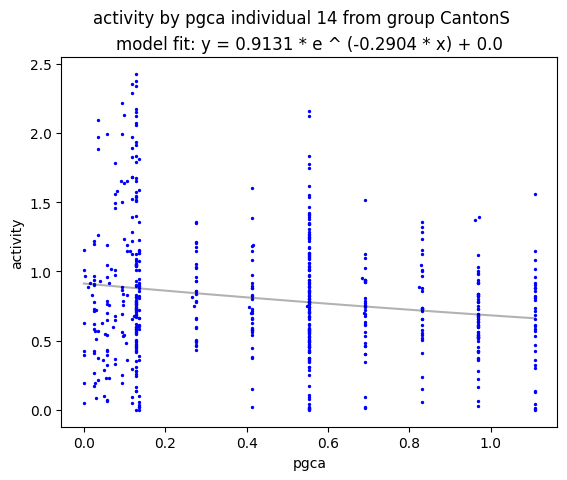 activity by pgca individual 14 from group CantonS
model fit: y = 0.9131 * e ^ (-0.2904 * x) + 0.0
2.5
2.0
1.5
1.0
0.5
0.0
activity
0.0 0.2 0.4 0.6 0.8 1.0
pgca